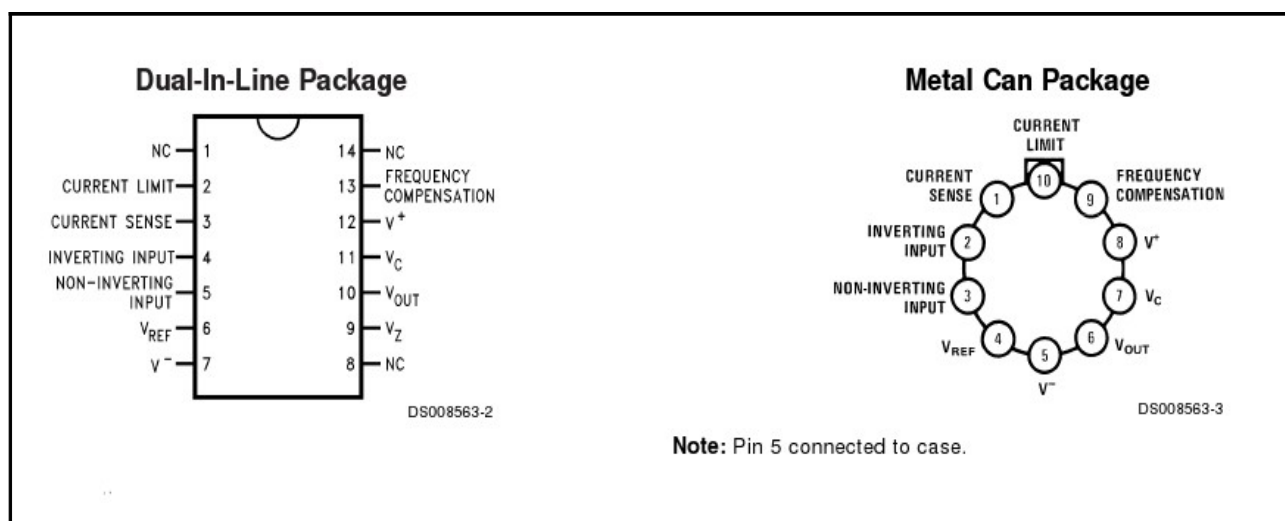 Dual-In-Line Package
NC 1
CURRENT LIMIT 2
CURRENT SENSE 3
INVERTING INPUT 4
NON-INVERTING
INPUT 5
VREF 6
V− 7
14 NC
13 FREQUENCY
COMPENSATION
12 V+
11 VC
10 VOUT
9 VZ
8 NC
DS008563-2
Metal Can Package
CURRENT
LIMIT
10
CURRENT
SENSE
1
FREQUENCY
COMPENSATION
9
INVERTING
INPUT
2
8 V+
NON-INVERTING
INPUT
3
7 VC
VREF 4
6 VOUT
5
V−
DS008563-3
Note: Pin 5 connected to case.